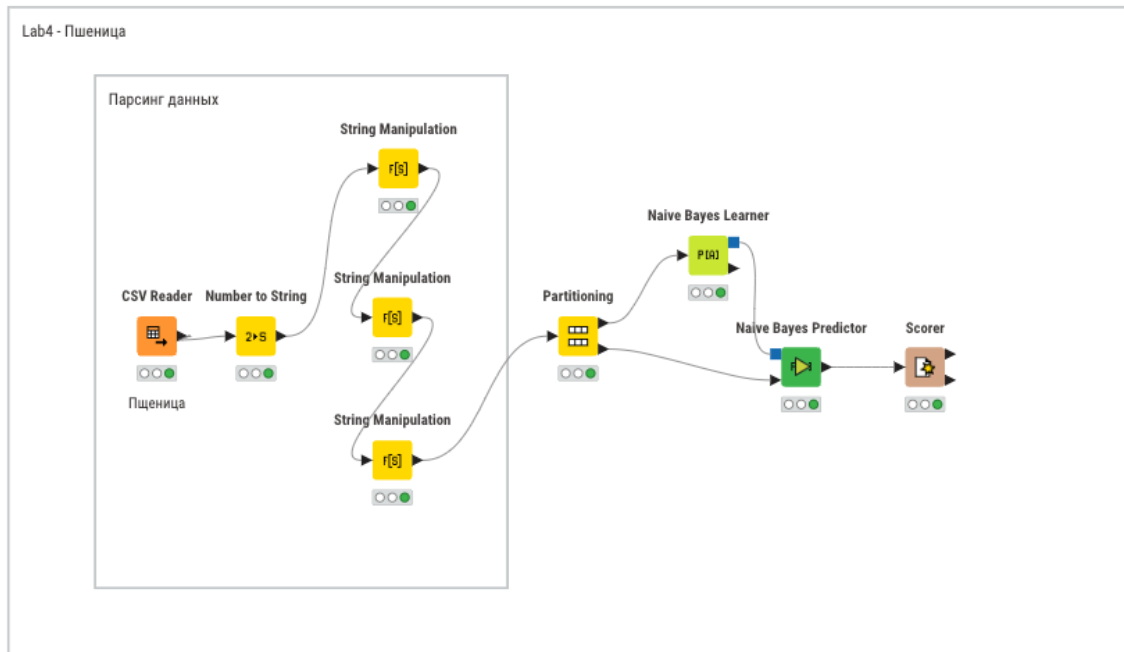 Lab4 - Пшеница
Парсинг данных
String Manipulation
F[S]
Naive Bayes Learner
P[A]
String Manipulation
F[S]
CSV Reader
Number to String
2▸S
Partitioning
Naive Bayes Predictor
Scorer
Пщеница
String Manipulation
F[S]